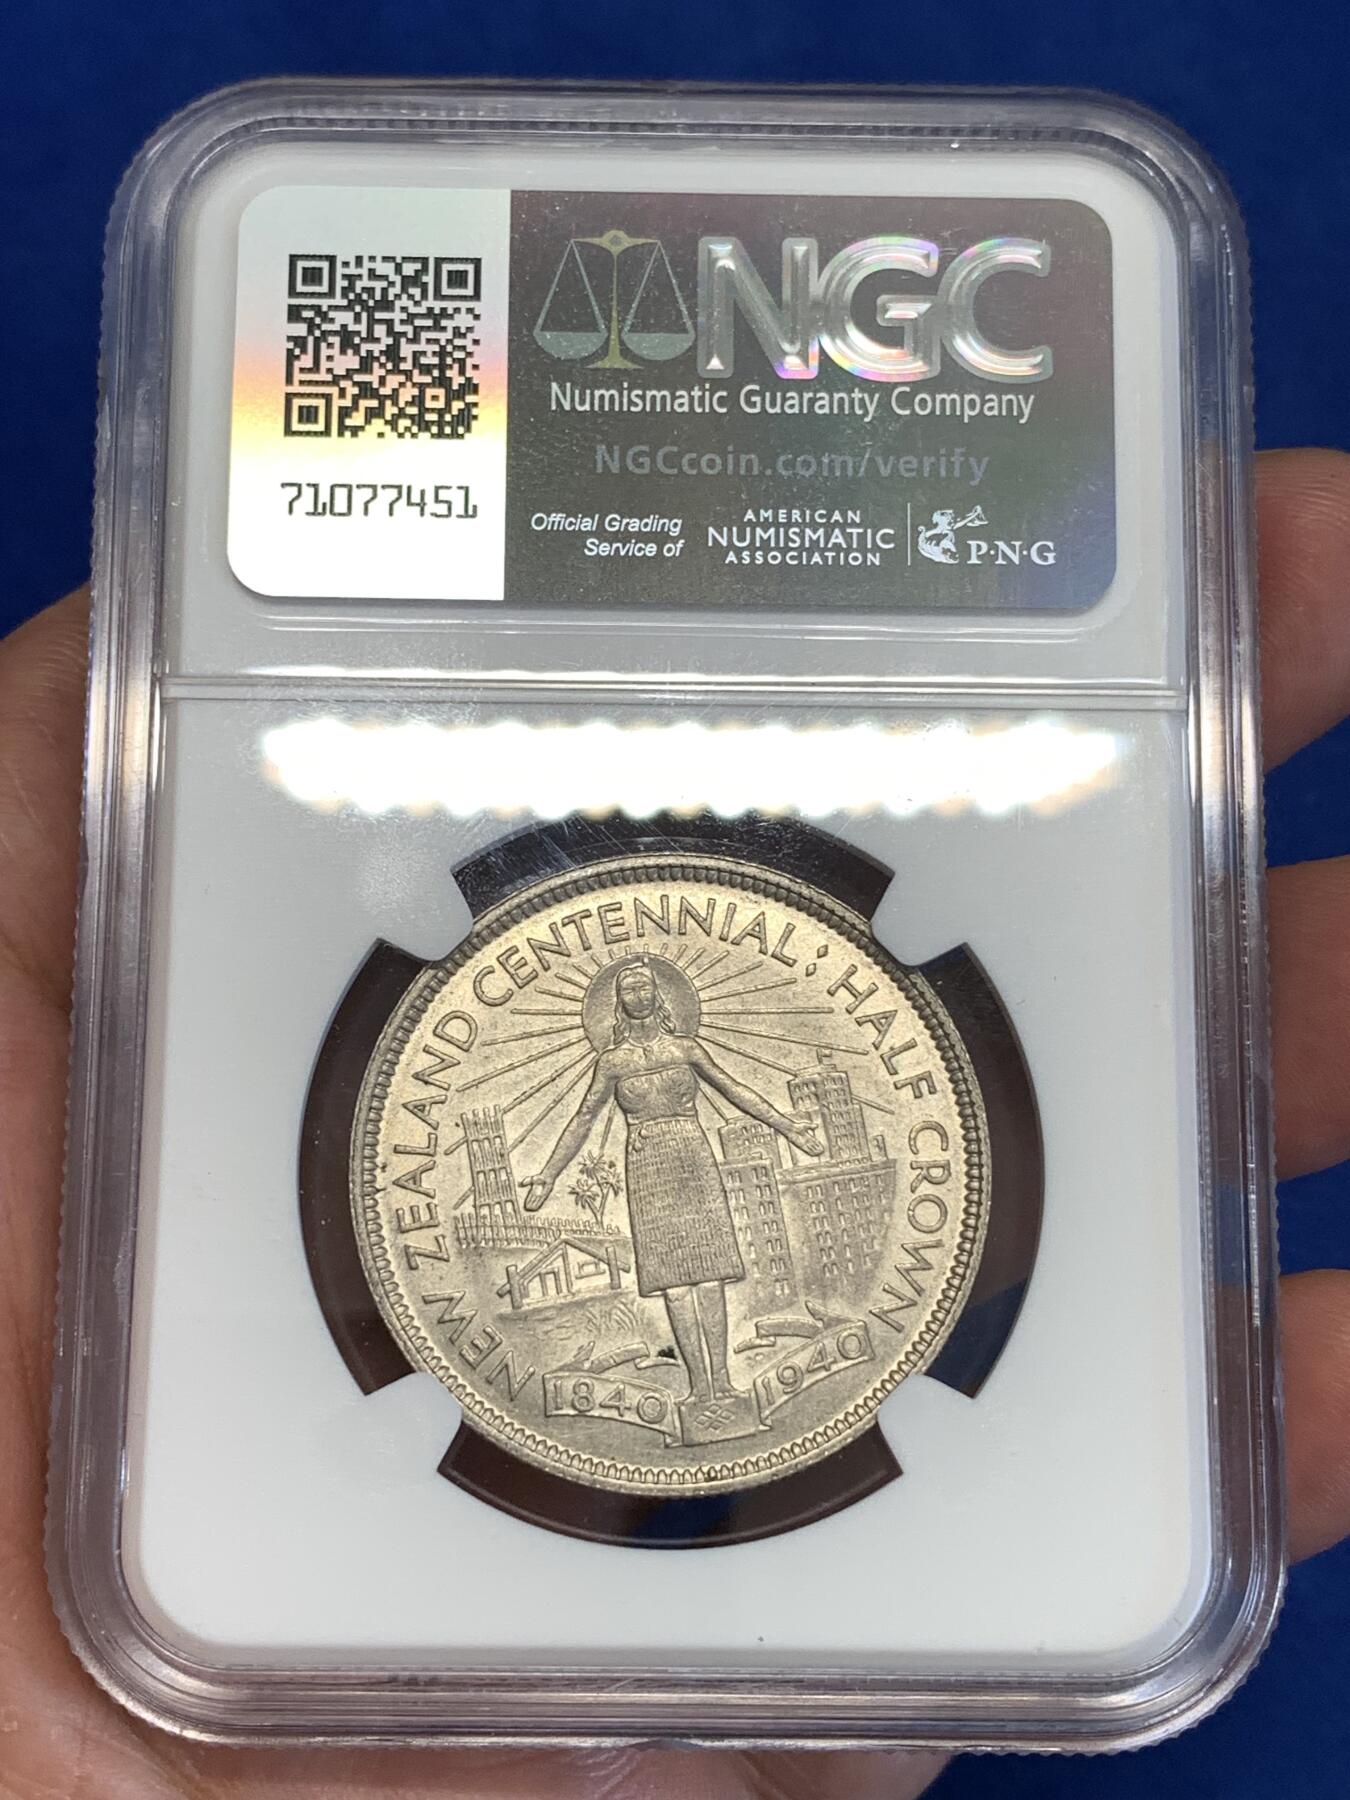 NGC
Numismatic Guaranty Company
NGCcoin.com/verify
71077451
Official Grading
Service of
AMERICAN
NUMISMATIC
ASSOCIATION
P·N·G
NEW ZEALAND CENTENNIAL : HALF CROWN
1840
1940